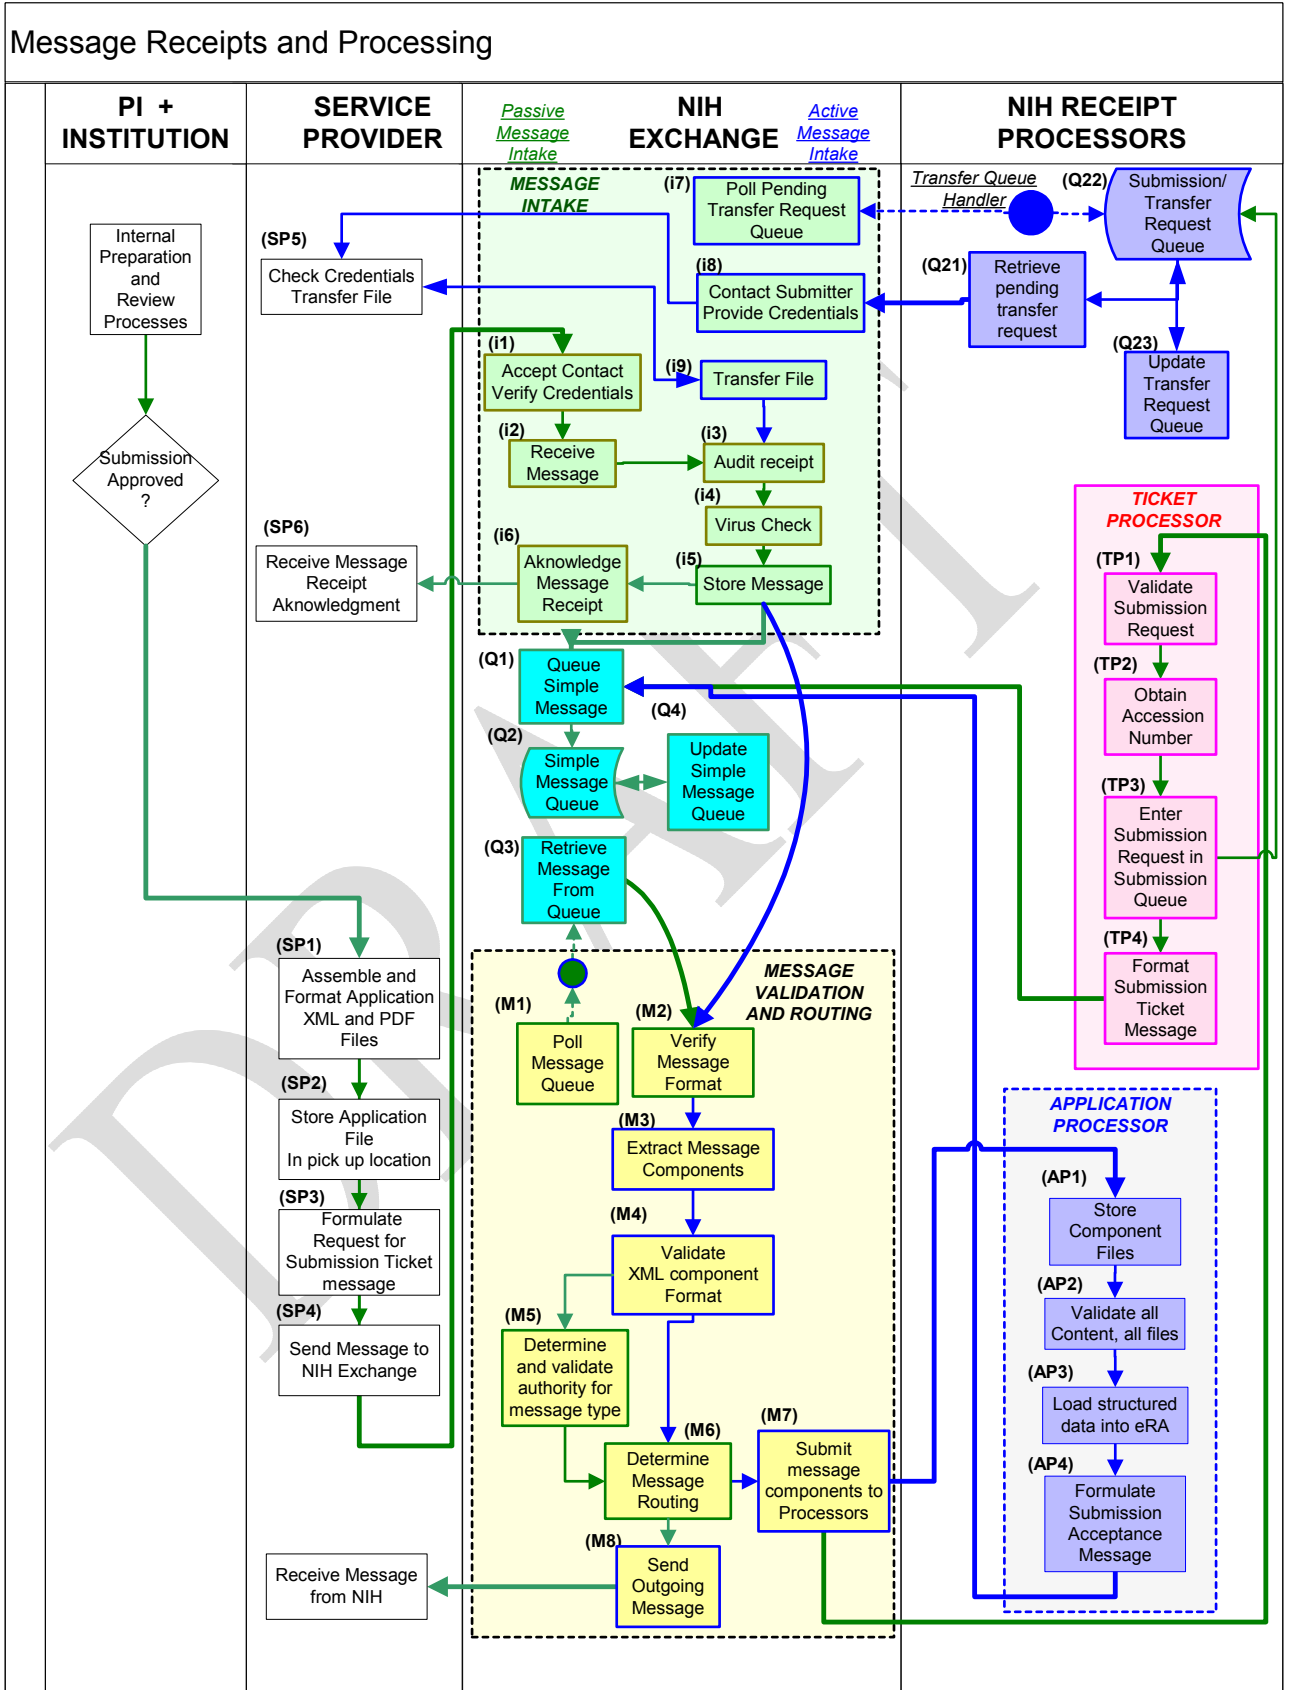 Message Receipts and Processing
PI +
INSTITUTION
SERVICE
PROVIDER
Passive
Message
Intake
NIH
EXCHANGE
Active
Message
Intake
NIH RECEIPT
PROCESSORS
Internal
Preparation
and
Review
Processes
Submission
Approved
?
(SP5)
Check Credentials
Transfer File
(SP6)
Receive Message
Receipt
Aknowledgment
(SP1)
Assemble and
Format Application
XML and PDF
Files
(SP2)
Store Application
File
In pick up location
(SP3)
Formulate
Request for
Submission Ticket
message
(SP4)
Send Message to
NIH Exchange
Receive Message
from NIH
MESSAGE
INTAKE
(i7)
Poll Pending
Transfer Request
Queue
(i8)
Contact Submitter
Provide Credentials
(i1)
Accept Contact
Verify Credentials
(i9)
Transfer File
(i2)
Receive
Message
(i3)
Audit receipt
(i4)
Virus Check
(i6)
Aknowledge
Message
Receipt
(i5)
Store Message
(Q1)
Queue
Simple
Message
(Q2)
Simple
Message
Queue
(Q4)
Update
Simple
Message
Queue
(Q3)
Retrieve
Message
From
Queue
MESSAGE
VALIDATION
AND ROUTING
(M1)
Poll
Message
Queue
(M2)
Verify
Message
Format
(M3)
Extract Message
Components
(M4)
Validate
XML component
Format
(M5)
Determine
and validate
authority for
message type
(M6)
Determine
Message
Routing
(M7)
Submit
message
components to
Processors
(M8)
Send
Outgoing
Message
Transfer Queue
Handler
(Q22)
Submission/
Transfer
Request
Queue
(Q21)
Retrieve
pending
transfer
request
(Q23)
Update
Transfer
Request
Queue
TICKET
PROCESSOR
(TP1)
Validate
Submission
Request
(TP2)
Obtain
Accession
Number
(TP3)
Enter
Submission
Request in
Submission
Queue
(TP4)
Format
Submission
Ticket
Message
APPLICATION
PROCESSOR
(AP1)
Store
Component
Files
(AP2)
Validate all
Content, all files
(AP3)
Load structured
data into eRA
(AP4)
Formulate
Submission
Acceptance
Message
DRAFT